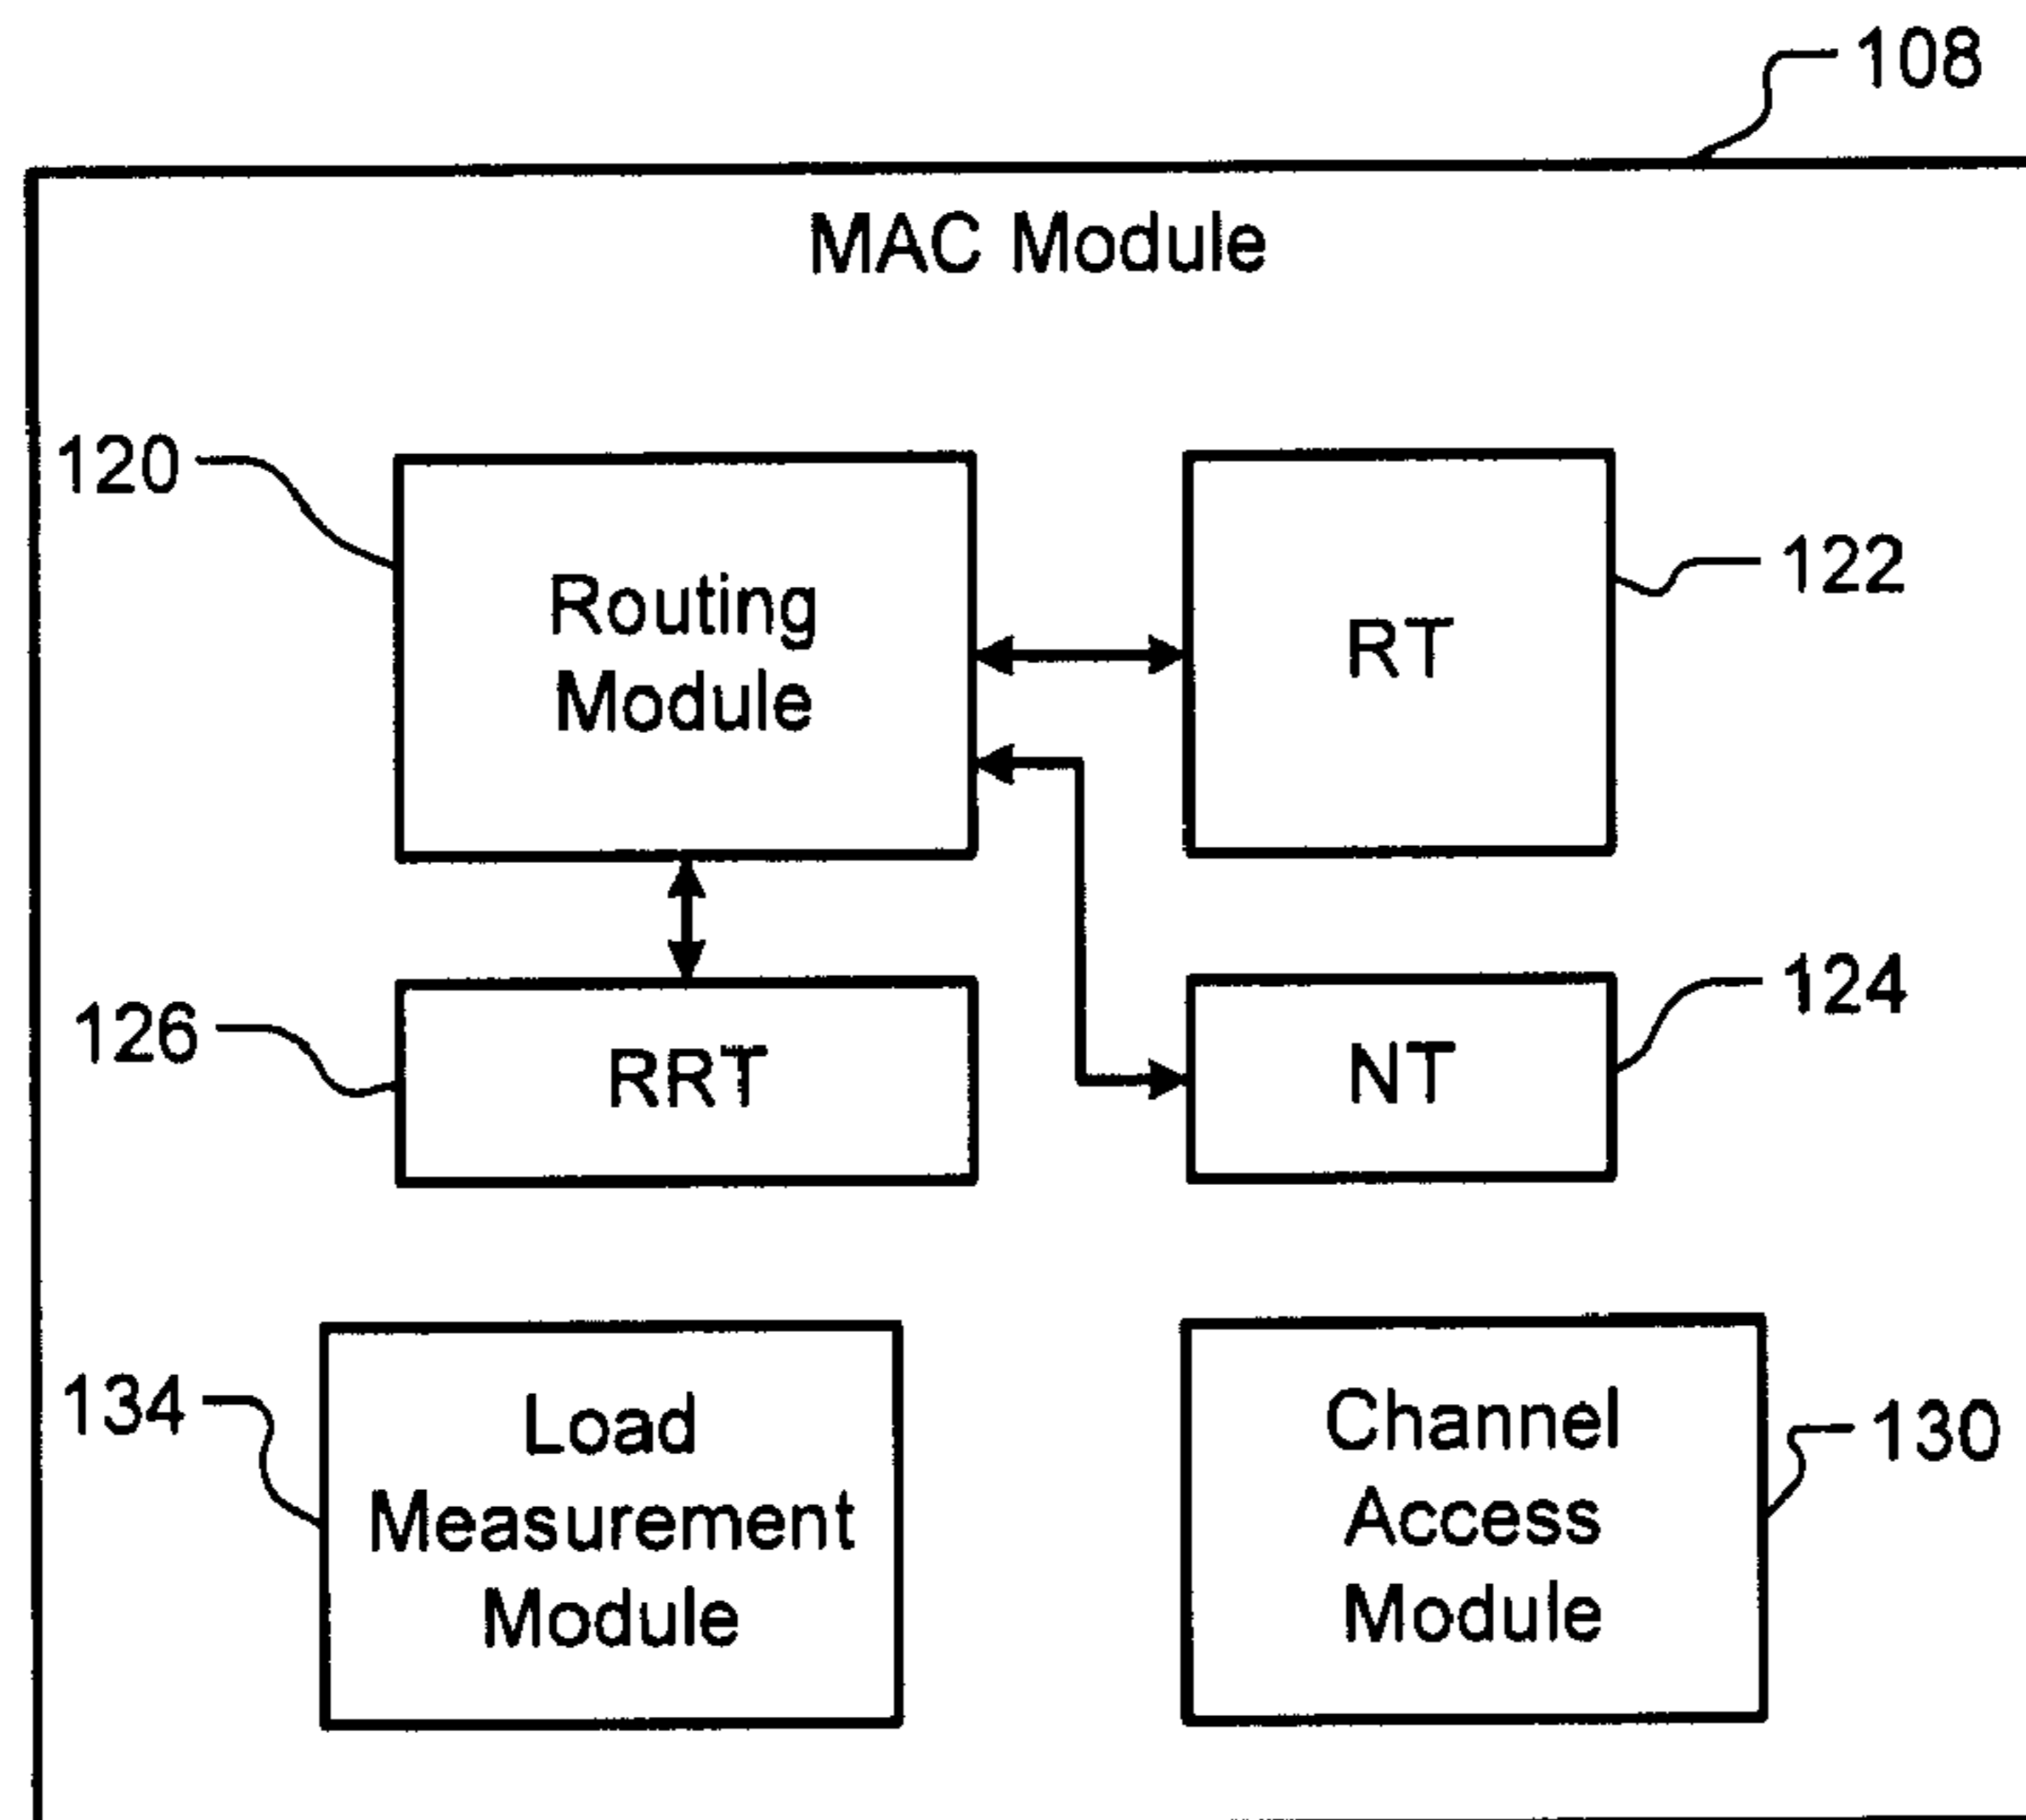 108
MAC Module
120
Routing
Module
RT
122
126
RRT
NT
124
134
Load
Measurement
Module
Channel
Access
Module
130